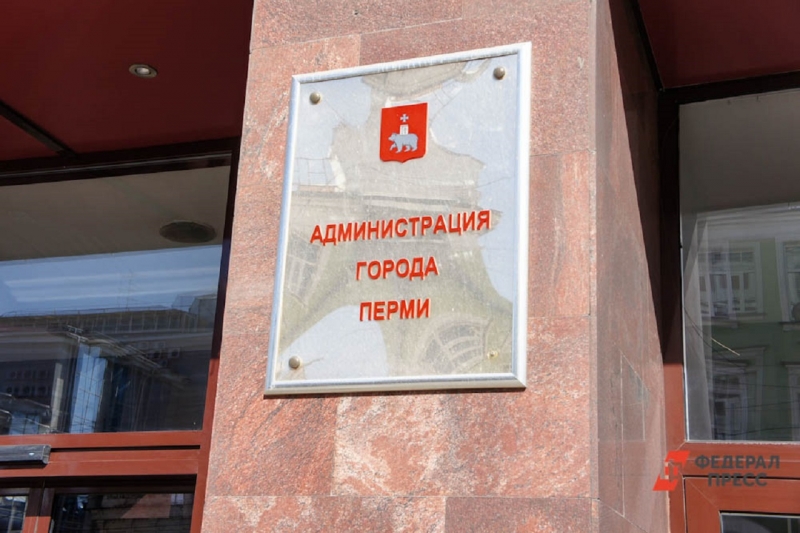 АДМИНИСТРАЦИЯ
ГОРОДА
ПЕРМИ
ФЕДЕРАЛ
ПРЕСС